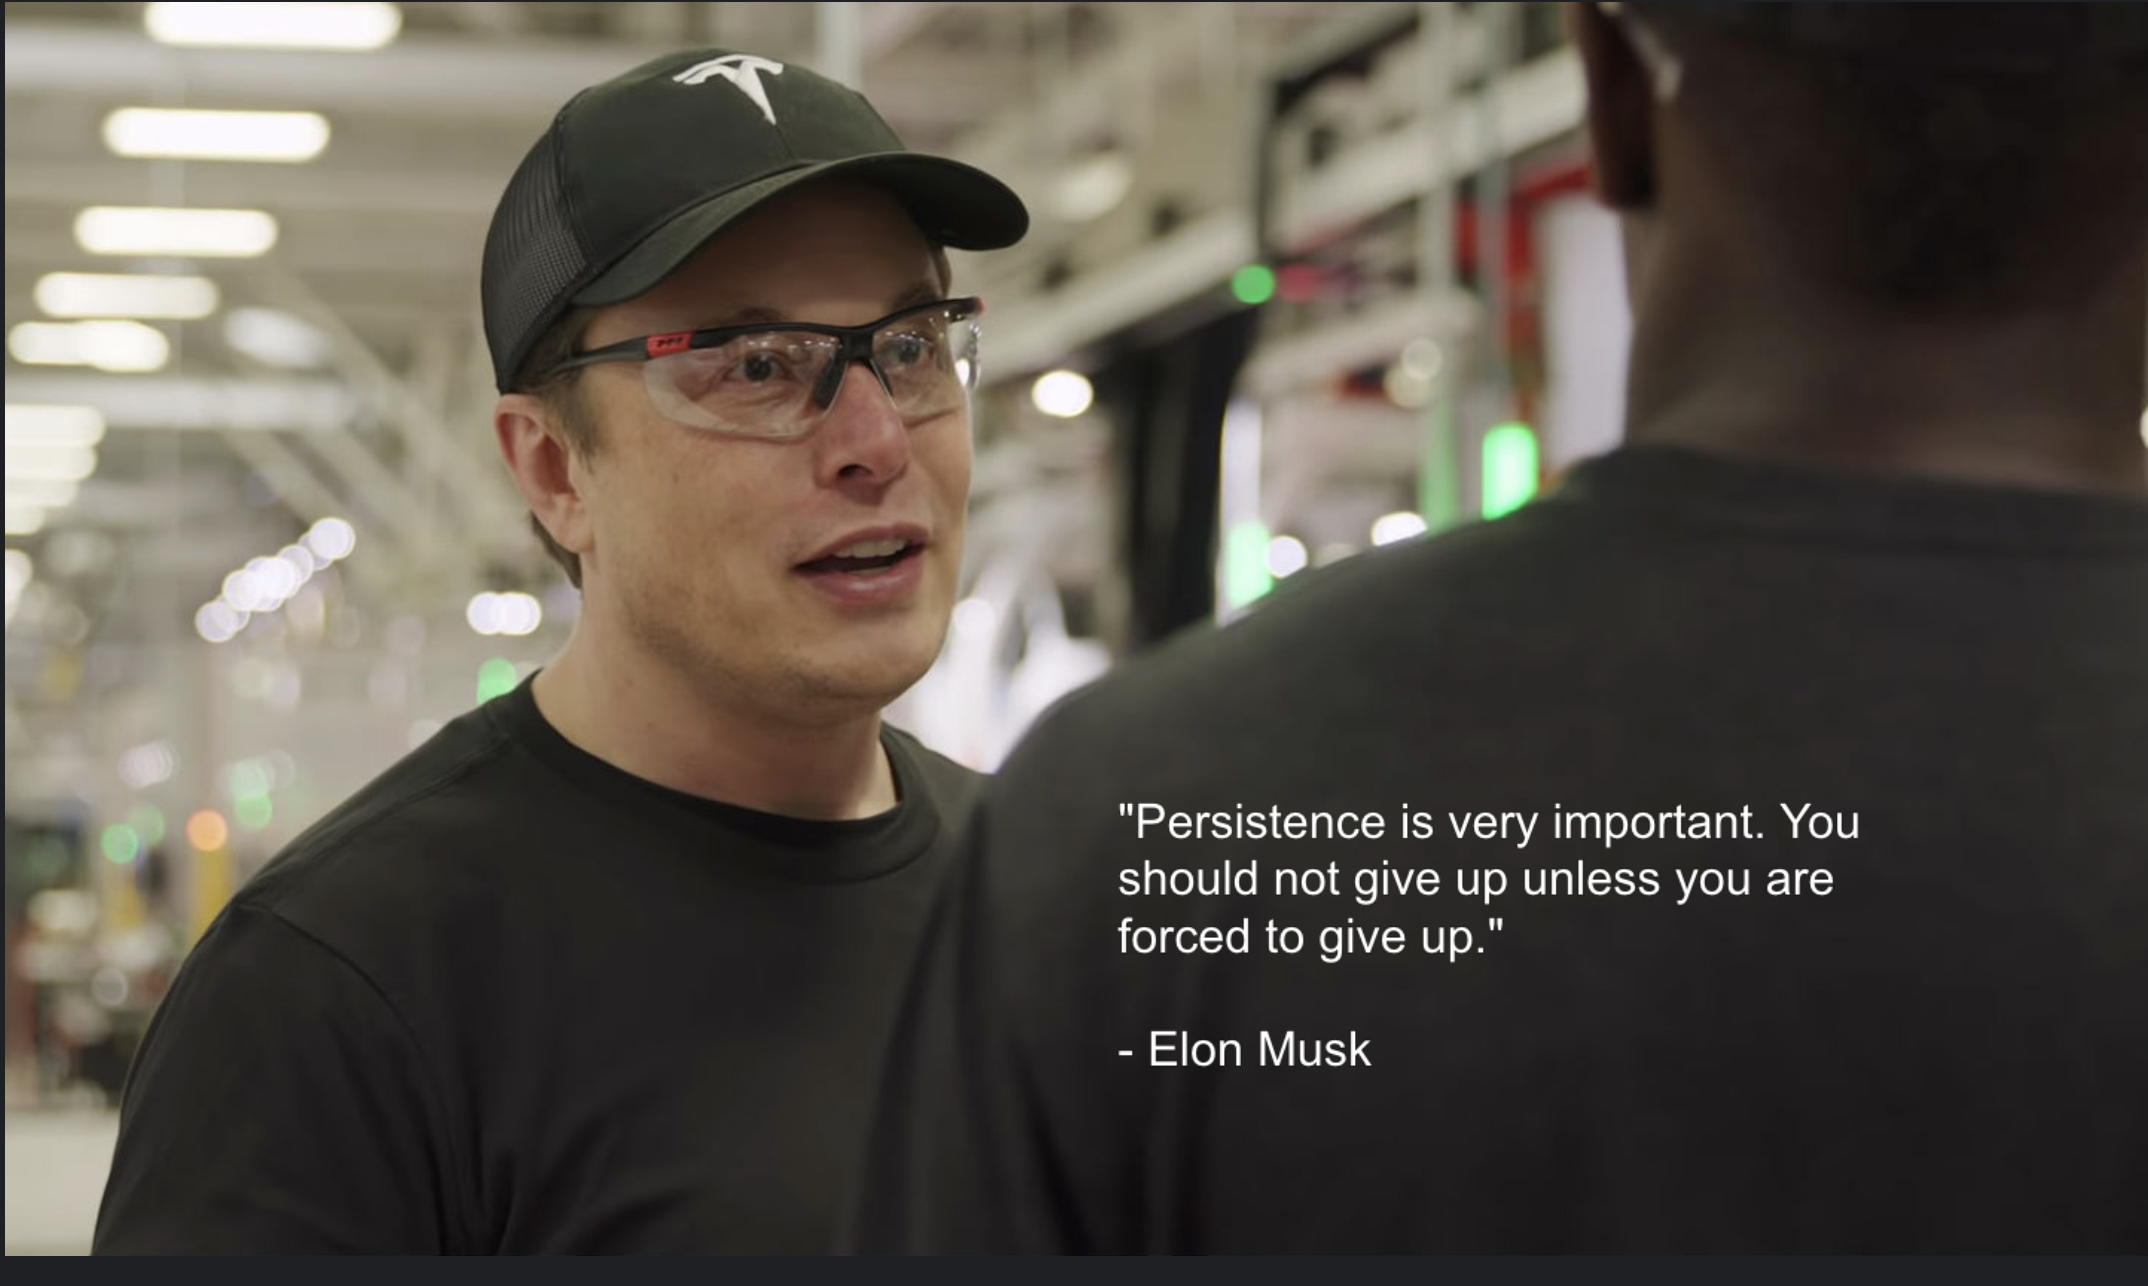 "Persistence is very important. You
should not give up unless you are
forced to give up."
- Elon Musk